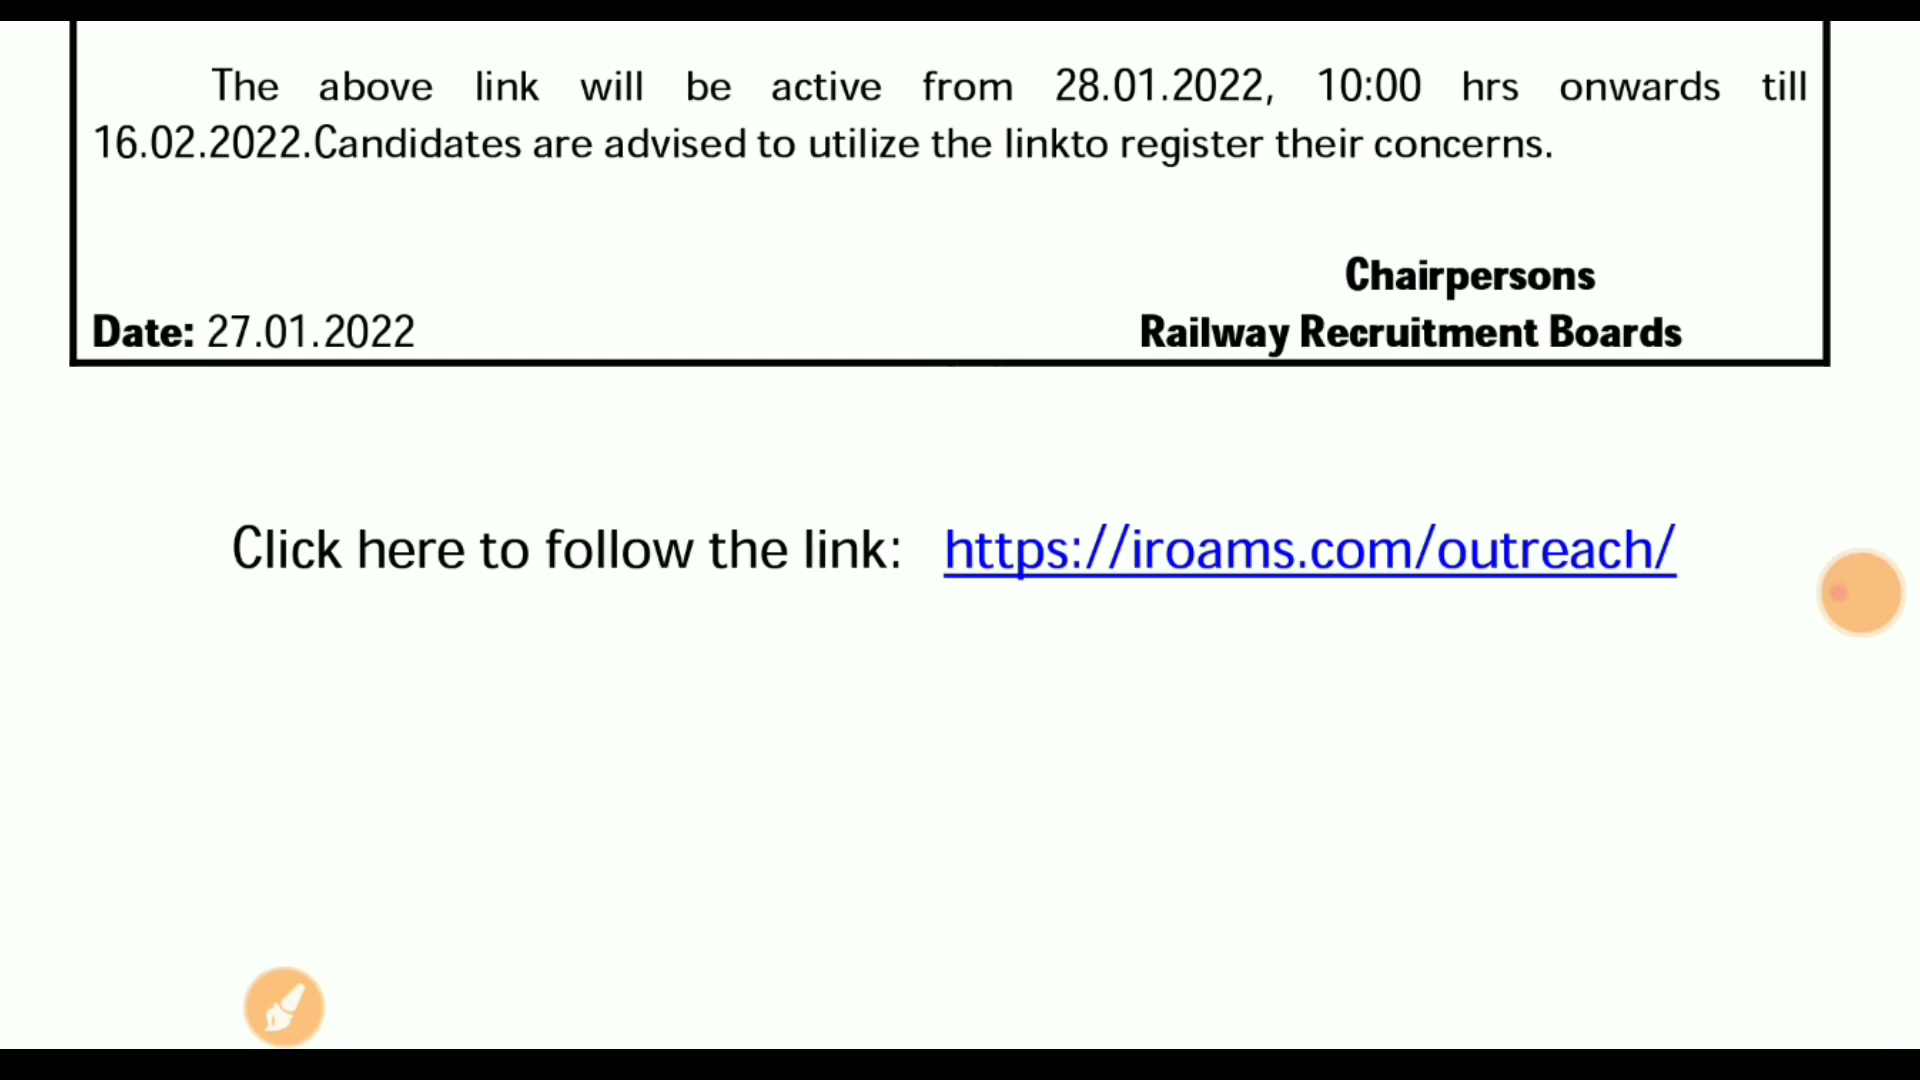 The above link will be active from 28.01.2022, 10:00 hrs onwards till
16.02.2022.Candidates are advised to utilize the linkto register their concerns.
Chairpersons
Date: 27.01.2022 Railway Recruitment Boards
Click here to follow the link: https://iroams.com/outreach/